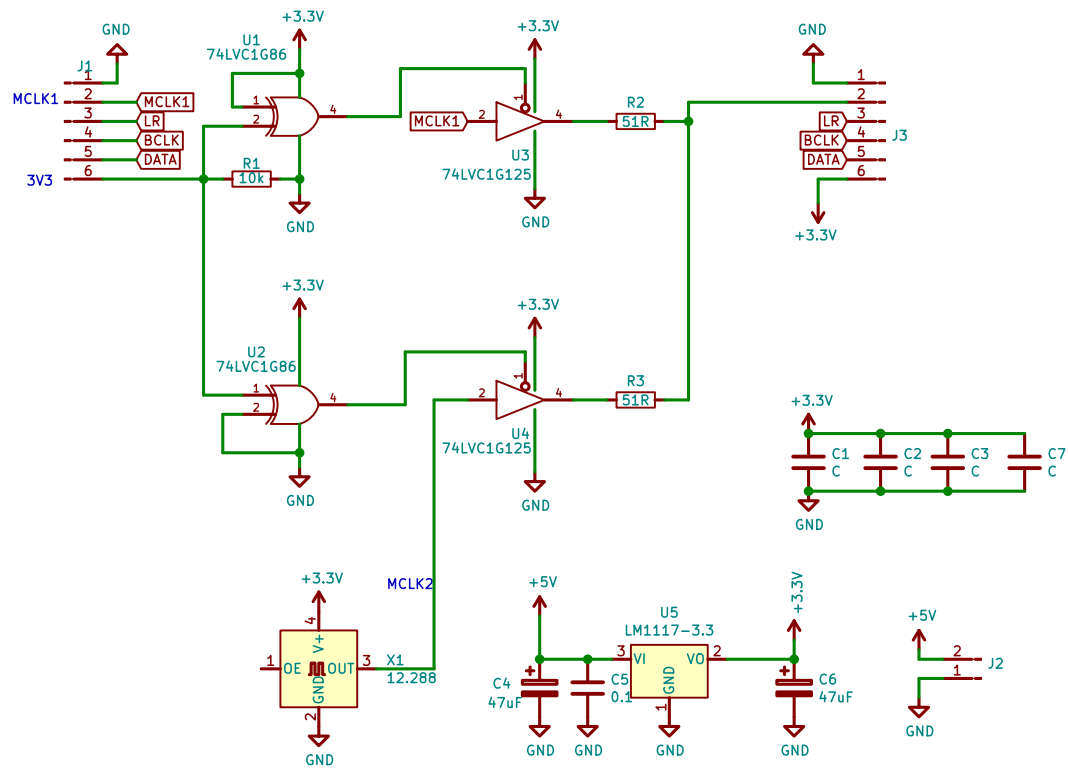 GND
J1
1
2
3
4
5
6
MCLK1
MCLK1
LR
BCLK
DATA
3V3
+3.3V
U1
74LVC1G86
1
2
4
R1
10k
GND
+3.3V
1
MCLK1
2
4
U3
74LVC1G125
GND
R2
51R
GND
1
2
3
4
5
6
LR
BCLK
DATA
J3
+3.3V
+3.3V
U2
74LVC1G86
1
2
4
GND
+3.3V
1
2
4
U4
74LVC1G125
GND
R3
51R
+3.3V
C1
C
C2
C
C3
C
C7
C
GND
+3.3V
4
V+
1
OE
OUT
3
GND
2
X1
12.288
GND
MCLK2
+5V
C4
47uF
GND
C5
0.1
GND
U5
LM1117-3.3
3
VI
VO
2
GND
1
GND
+3.3V
C6
47uF
GND
+5V
2
1
J2
GND